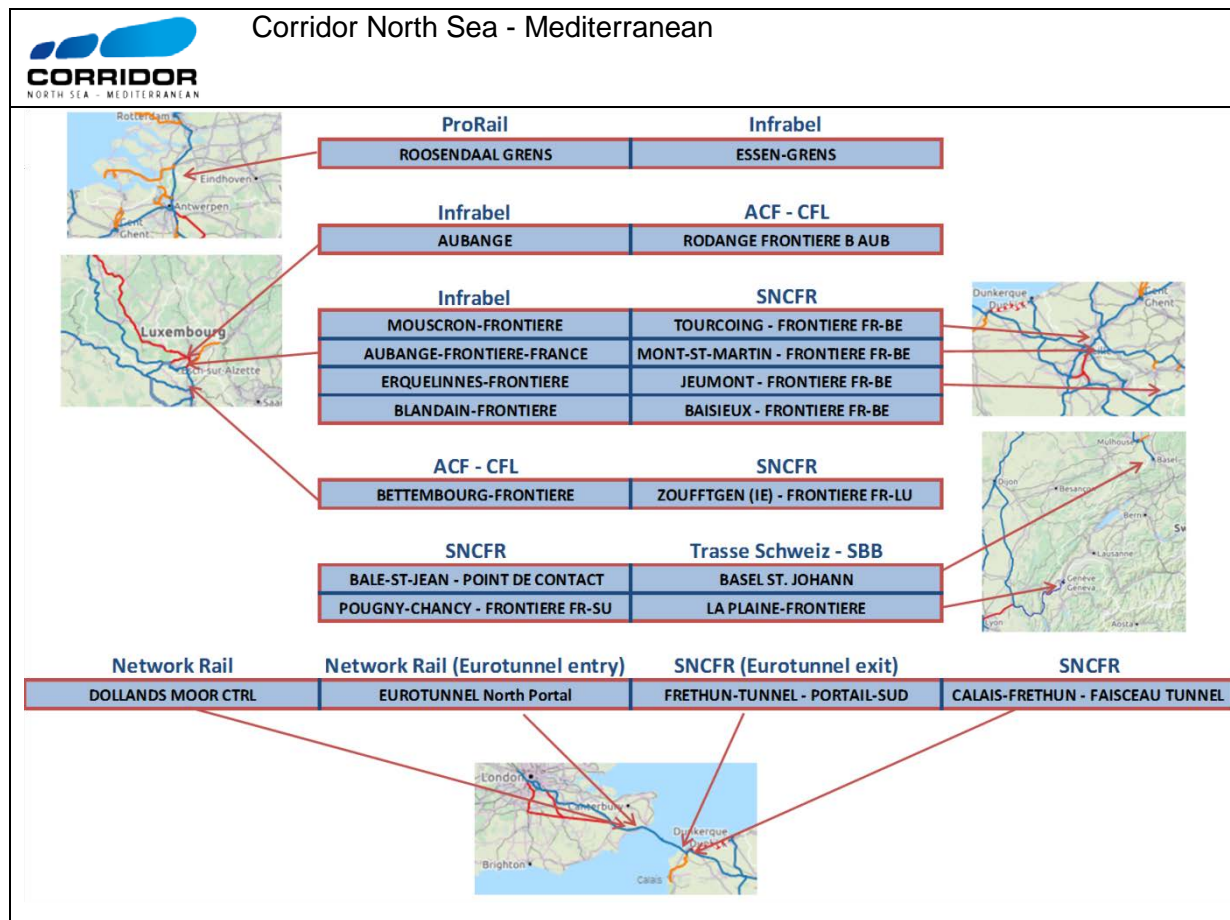 Corridor North Sea - Mediterranean
CORRIDOR
NORTH SEA - MEDITERRANEAN
Rotterdam
Eindhoven
Antwerpen
Gent
Ghent
ProRail Infrabel
ROOSENDAAL GRENS ESSEN-GRENS
Infrabel ACF - CFL
AUBANGE RODANGE FRONTIERE B AUB
Luxembourg
Esch-sur-Alzette
Saa
Infrabel SNCFR
MOUSCRON-FRONTIERE TOURCOING - FRONTIERE FR-BE
AUBANGE-FRONTIERE-FRANCE MONT-ST-MARTIN - FRONTIERE FR-BE
ERQUELINNES-FRONTIERE JEUMONT - FRONTIERE FR-BE
BLANDAIN-FRONTIERE BAISIEUX - FRONTIERE FR-BE
Dunkerque
Gent
Ghent
ACF - CFL SNCFR
BETTEMBOURG-FRONTIERE ZOUFFTGEN (IE) - FRONTIERE FR-LU
Mulhouse
Basel
Dijon
Besançon
Bern
Sw
Lausanne
Genève
Geneva
Lyon
Aosta
SNCFR Trasse Schweiz - SBB
BALE-ST-JEAN - POINT DE CONTACT BASEL ST. JOHANN
POUGNY-CHANCY - FRONTIERE FR-SU LA PLAINE-FRONTIERE
Network Rail Network Rail (Eurotunnel entry) SNCFR (Eurotunnel exit) SNCFR
DOLLANDS MOOR CTRL EUROTUNNEL North Portal FRETHUN-TUNNEL - PORTAIL-SUD CALAIS-FRETHUN - FAISCEAU TUNNEL
London
Canterbury
Dunkerque
Brighton
Calais